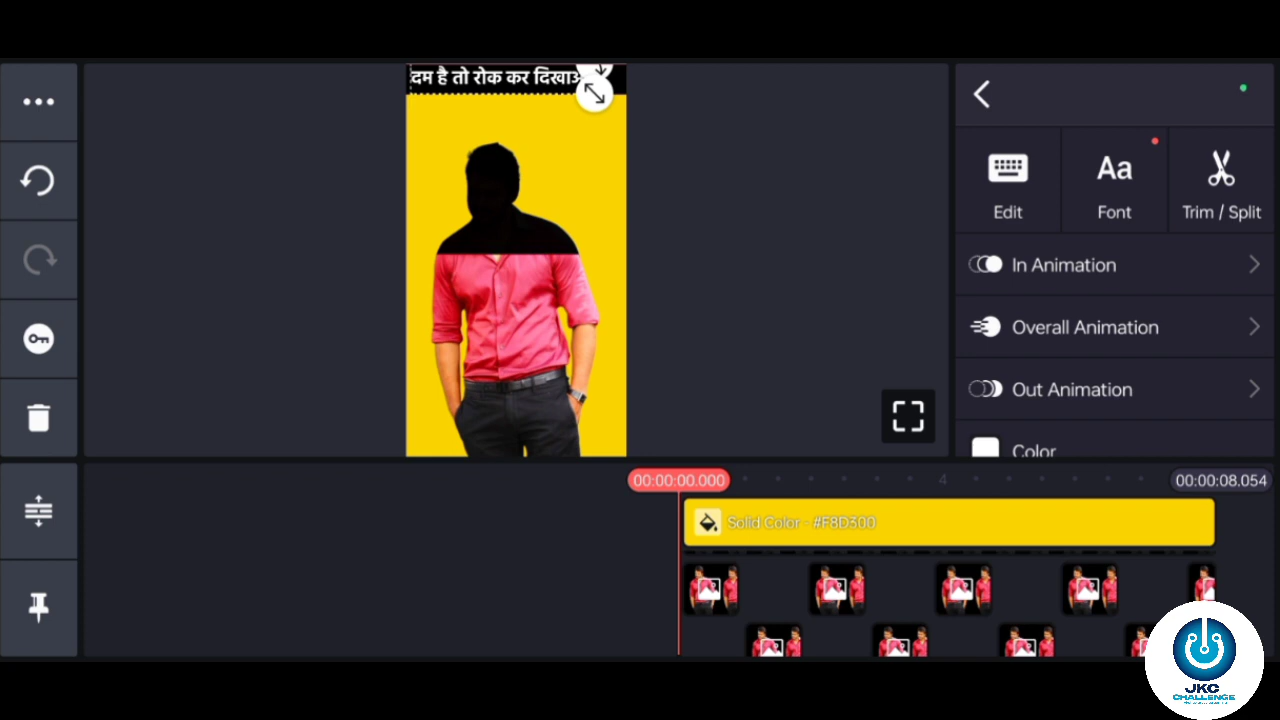 दम है तो रोक कर दिखाओ
Edit
Font
Aa
Trim / Split
In Animation
Overall Animation
Out Animation
Color
00:00:00.000
4
00:00:08.054
Solid Color - #F8D300
JKC
CHALLENGE